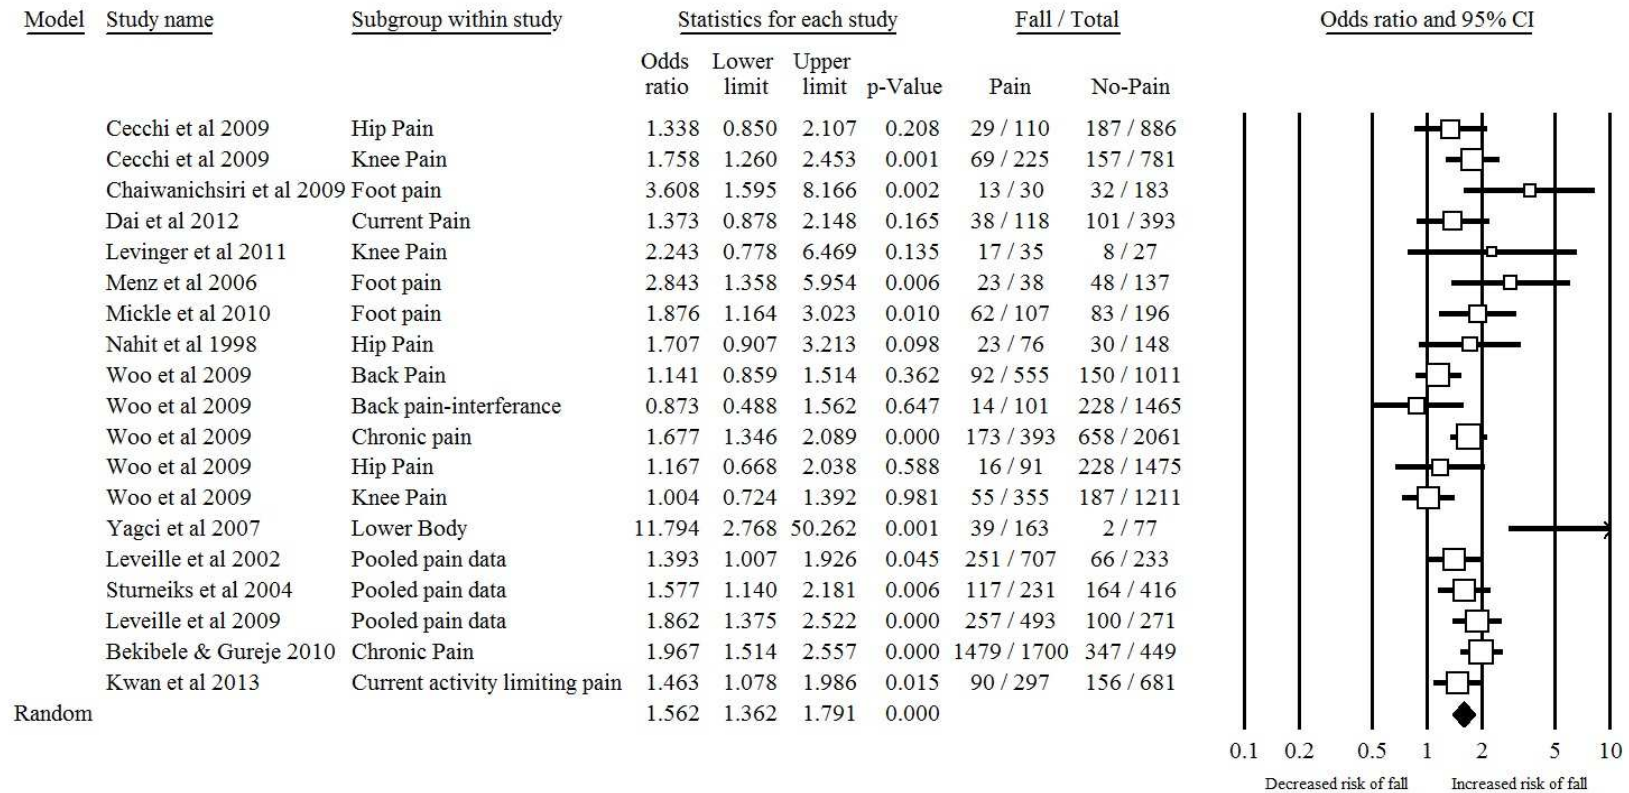 Model Study name Subgroup within study Statistics for each study Fall / Total Odds ratio and 95% CI
Odds Lower Upper
ratio limit limit p-Value Pain No-Pain
Cecchi et al 2009 Hip Pain 1.338 0.850 2.107 0.208 29 / 110 187 / 886
Cecchi et al 2009 Knee Pain 1.758 1.260 2.453 0.001 69 / 225 157 / 781
Chaiwanichsiri et al 2009 Foot pain 3.608 1.595 8.166 0.002 13 / 30 32 / 183
Dai et al 2012 Current Pain 1.373 0.878 2.148 0.165 38 / 118 101 / 393
Levinger et al 2011 Knee Pain 2.243 0.778 6.469 0.135 17 / 35 8 / 27
Menz et al 2006 Foot pain 2.843 1.358 5.954 0.006 23 / 38 48 / 137
Mickle et al 2010 Foot pain 1.876 1.164 3.023 0.010 62 / 107 83 / 196
Nahit et al 1998 Hip Pain 1.707 0.907 3.213 0.098 23 / 76 30 / 148
Woo et al 2009 Back Pain 1.141 0.859 1.514 0.362 92 / 555 150 / 1011
Woo et al 2009 Back pain-interferance 0.873 0.488 1.562 0.647 14 / 101 228 / 1465
Woo et al 2009 Chronic pain 1.677 1.346 2.089 0.000 173 / 393 658 / 2061
Woo et al 2009 Hip Pain 1.167 0.668 2.038 0.588 16 / 91 228 / 1475
Woo et al 2009 Knee Pain 1.004 0.724 1.392 0.981 55 / 355 187 / 1211
Yagci et al 2007 Lower Body 11.794 2.768 50.262 0.001 39 / 163 2 / 77
Leveille et al 2002 Pooled pain data 1.393 1.007 1.926 0.045 251 / 707 66 / 233
Sturneiks et al 2004 Pooled pain data 1.577 1.140 2.181 0.006 117 / 231 164 / 416
Leveille et al 2009 Pooled pain data 1.862 1.375 2.522 0.000 257 / 493 100 / 271
Bekibele & Gureje 2010 Chronic Pain 1.967 1.514 2.557 0.000 1479 / 1700 347 / 449
Kwan et al 2013 Current activity limiting pain 1.463 1.078 1.986 0.015 90 / 297 156 / 681
Random 1.562 1.362 1.791 0.000
0.1 0.2 0.5 1 2 5 10
Decreased risk of fall Increased risk of fall